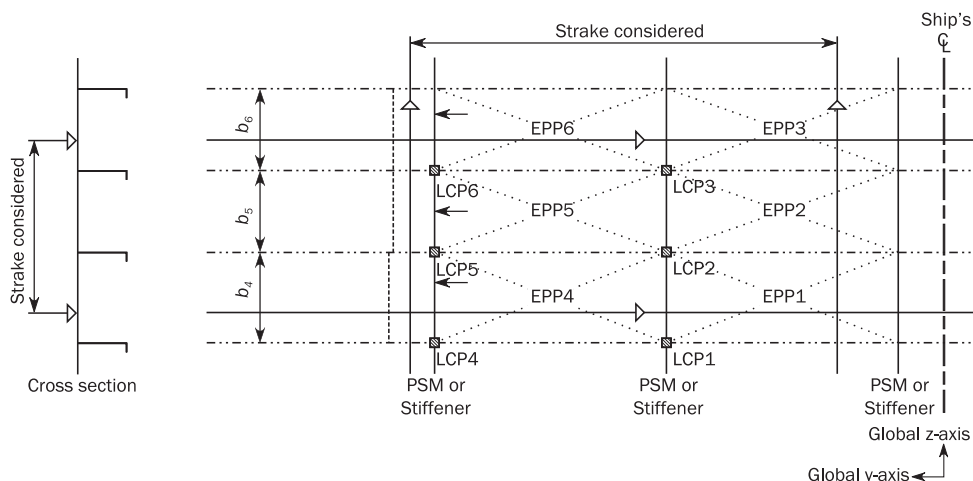 Ship's
CL
Strake considered
b6
EPP6
EPP3
Strake considered
LCP6
LCP3
b5
EPP5
EPP2
LCP5
LCP2
b4
EPP4
EPP1
LCP4
LCP1
Cross section
PSM or
Stiffener
PSM or
Stiffener
PSM or
Stiffener
Global z-axis
Global y-axis